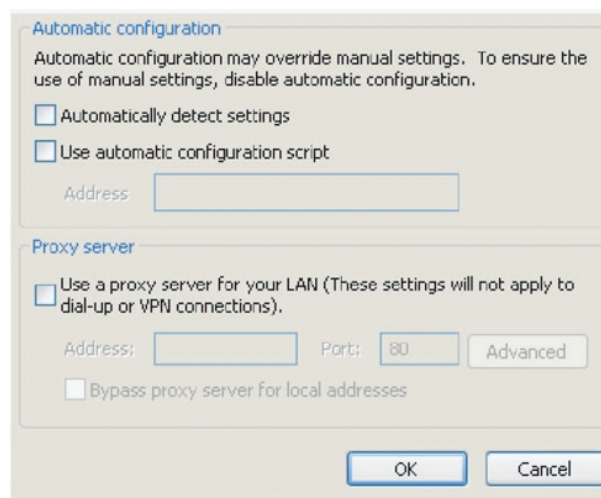 Automatic configuration
Automatic configuration may override manual settings. To ensure the
use of manual settings, disable automatic configuration.
Automatically detect settings
Use automatic configuration script
Address
Proxy server
Use a proxy server for your LAN (These settings will not apply to
dial-up or VPN connections).
Address: Port: 80 Advanced
Bypass proxy server for local addresses
OK Cancel